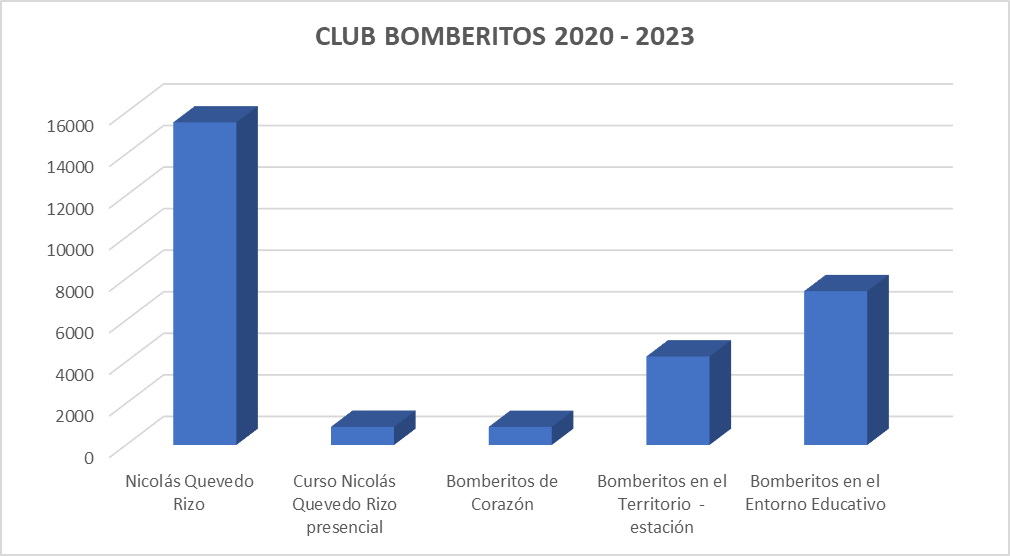 CLUB BOMBERITOS 2020 - 2023
16000
14000
12000
10000
8000
6000
4000
2000
0
Nicolás Quevedo
Rizo
Curso Nicolás
Quevedo Rizo
presencial
Bomberitos de
Corazón
Bomberitos en el
Territorio -
estación
Bomberitos en el
Entorno Educativo